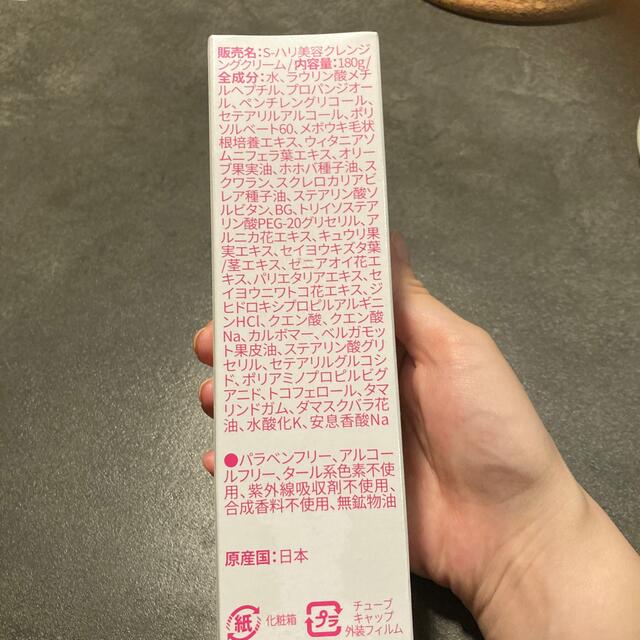 販売名:S-ハリ美容クレンジ
ングクリーム/内容量:180g/
全成分:水、ラウリン酸メチ
ルヘプチル、プロパンジオー
ル、ペンチレングリコール、
セテアリルアルコール、ポリ
ソルベート60、メボウキ毛状
根培養エキス、ウィタニアソ
ムニフェラ葉エキス、オリー
ブ果実油、ホホバ種子油、ス
クワラン、スクレロカリアビ
レア種子油、ステアリン酸ソ
ルビタン、BG、トリイソステア
リン酸PEG-20グリセリル、ア
ルニカ花エキス、キュウリ果
実エキス、セイヨウキズタ葉
/茎エキス、ゼニアオイ花エ
キス、パリエタリアエキス、セ
イヨウニワトコ花エキス、ジ
ヒドロキシプロピルアルギニ
ンHCl、クエン酸、クエン酸
Na、カルボマー、ベルガモッ
ト果皮油、ステアリン酸グリ
セリル、セテアリルグルコシ
ド、ポリアミノプロピルビグ
アニド、トコフェロール、タマ
リンドガム、ダマスクバラ花
油、水酸化K、安息香酸Na
●パラベンフリー、アルコー
ルフリー、タール系色素不使
用、紫外線吸収剤不使用、
合成香料不使用、無鉱物油
原産国:日本
紙 化粧箱 プラ チューブ
キャップ
外装フィルム